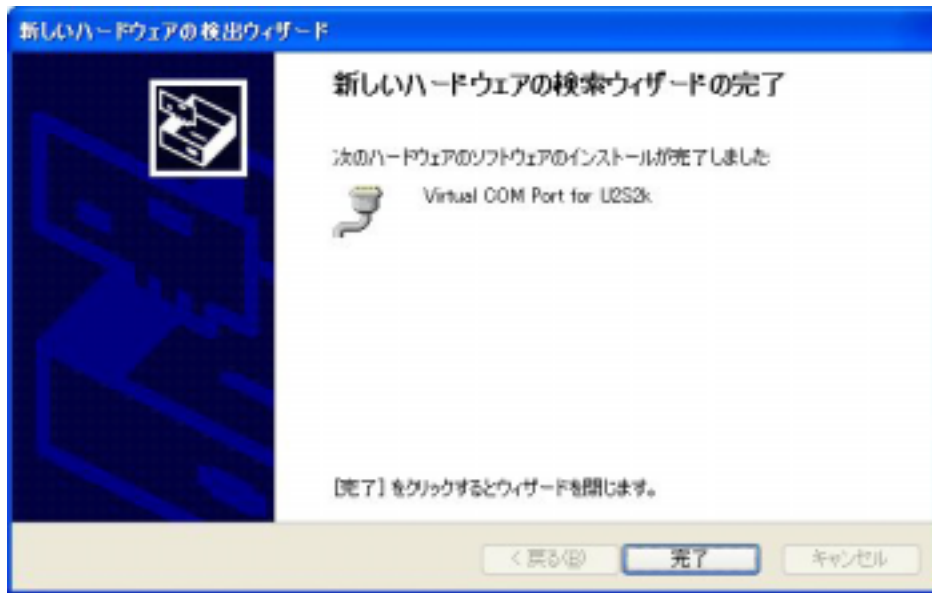 新しいハードウェアの検出ウィザード
新しいハードウェアの検索ウィザードの完了
次のハードウェアのソフトウェアのインストールが完了しました
Virtual COM Port for U2S2k
[完了] をクリックするとウィザードを閉じます。
< 戻る(B) 完了 キャンセル